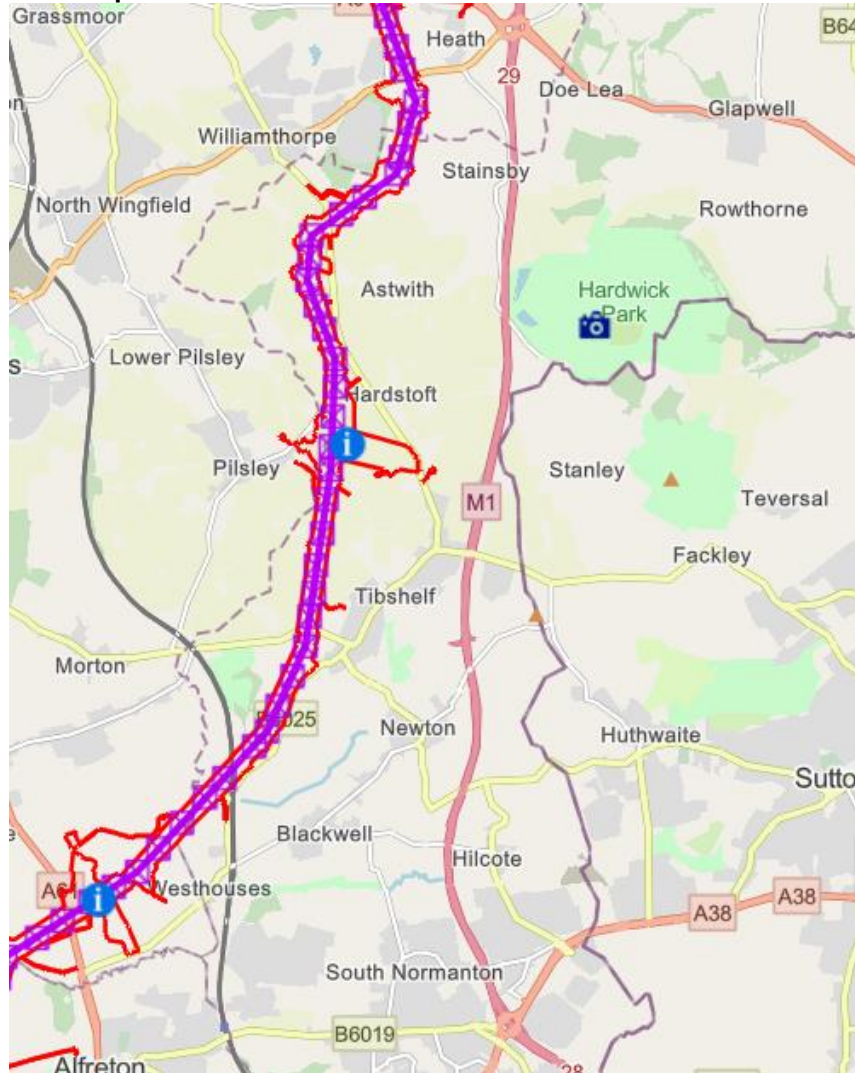 Grassmoor
Heath
B64
29
Doe Lea
Glapwell
Williamthorpe
Stainsby
North Wingfield
Rowthorne
Astwith
Hardwick
Park
Lower Pilsley
S
Hardstoft
i
Pilsley
Stanley
M1
Teversal
Fackley
Tibshelf
Morton
025
Newton
Huthwaite
Sutto
Blackwell
Hilcote
e
A6
i
Westhouses
A38
A38
South Normanton
B6019
Alfreton
28